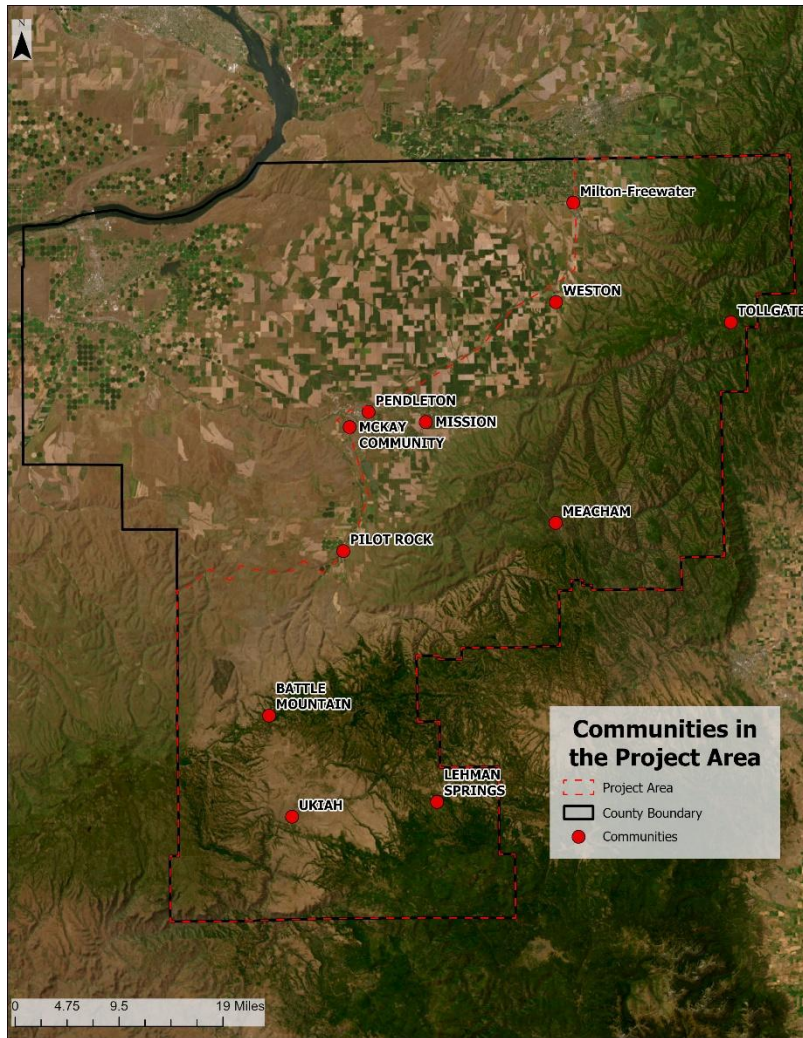 N
Milton-Freewater
WESTON
TOLLGATE
PENDLETON
MISSION
MCKAY
COMMUNITY
MEACHAM
PILOT ROCK
BATTLE
MOUNTAIN
LEHMAN
SPRINGS
UKIAH
Communities in
the Project Area
Project Area
County Boundary
Communities
0 4.75 9.5 19 Miles